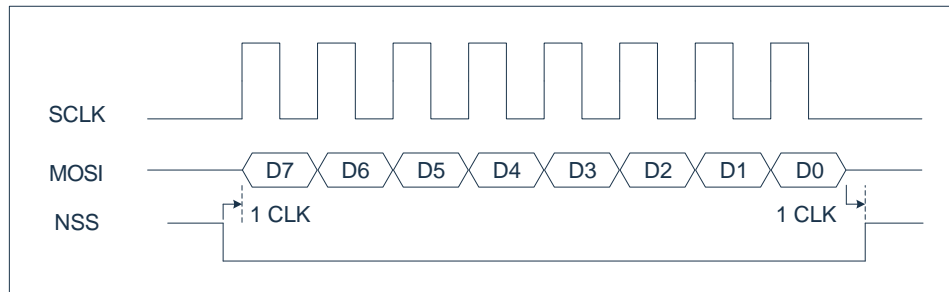 SCLK
MOSI D7 D6 D5 D4 D3 D2 D1 D0
1 CLK 1 CLK
NSS